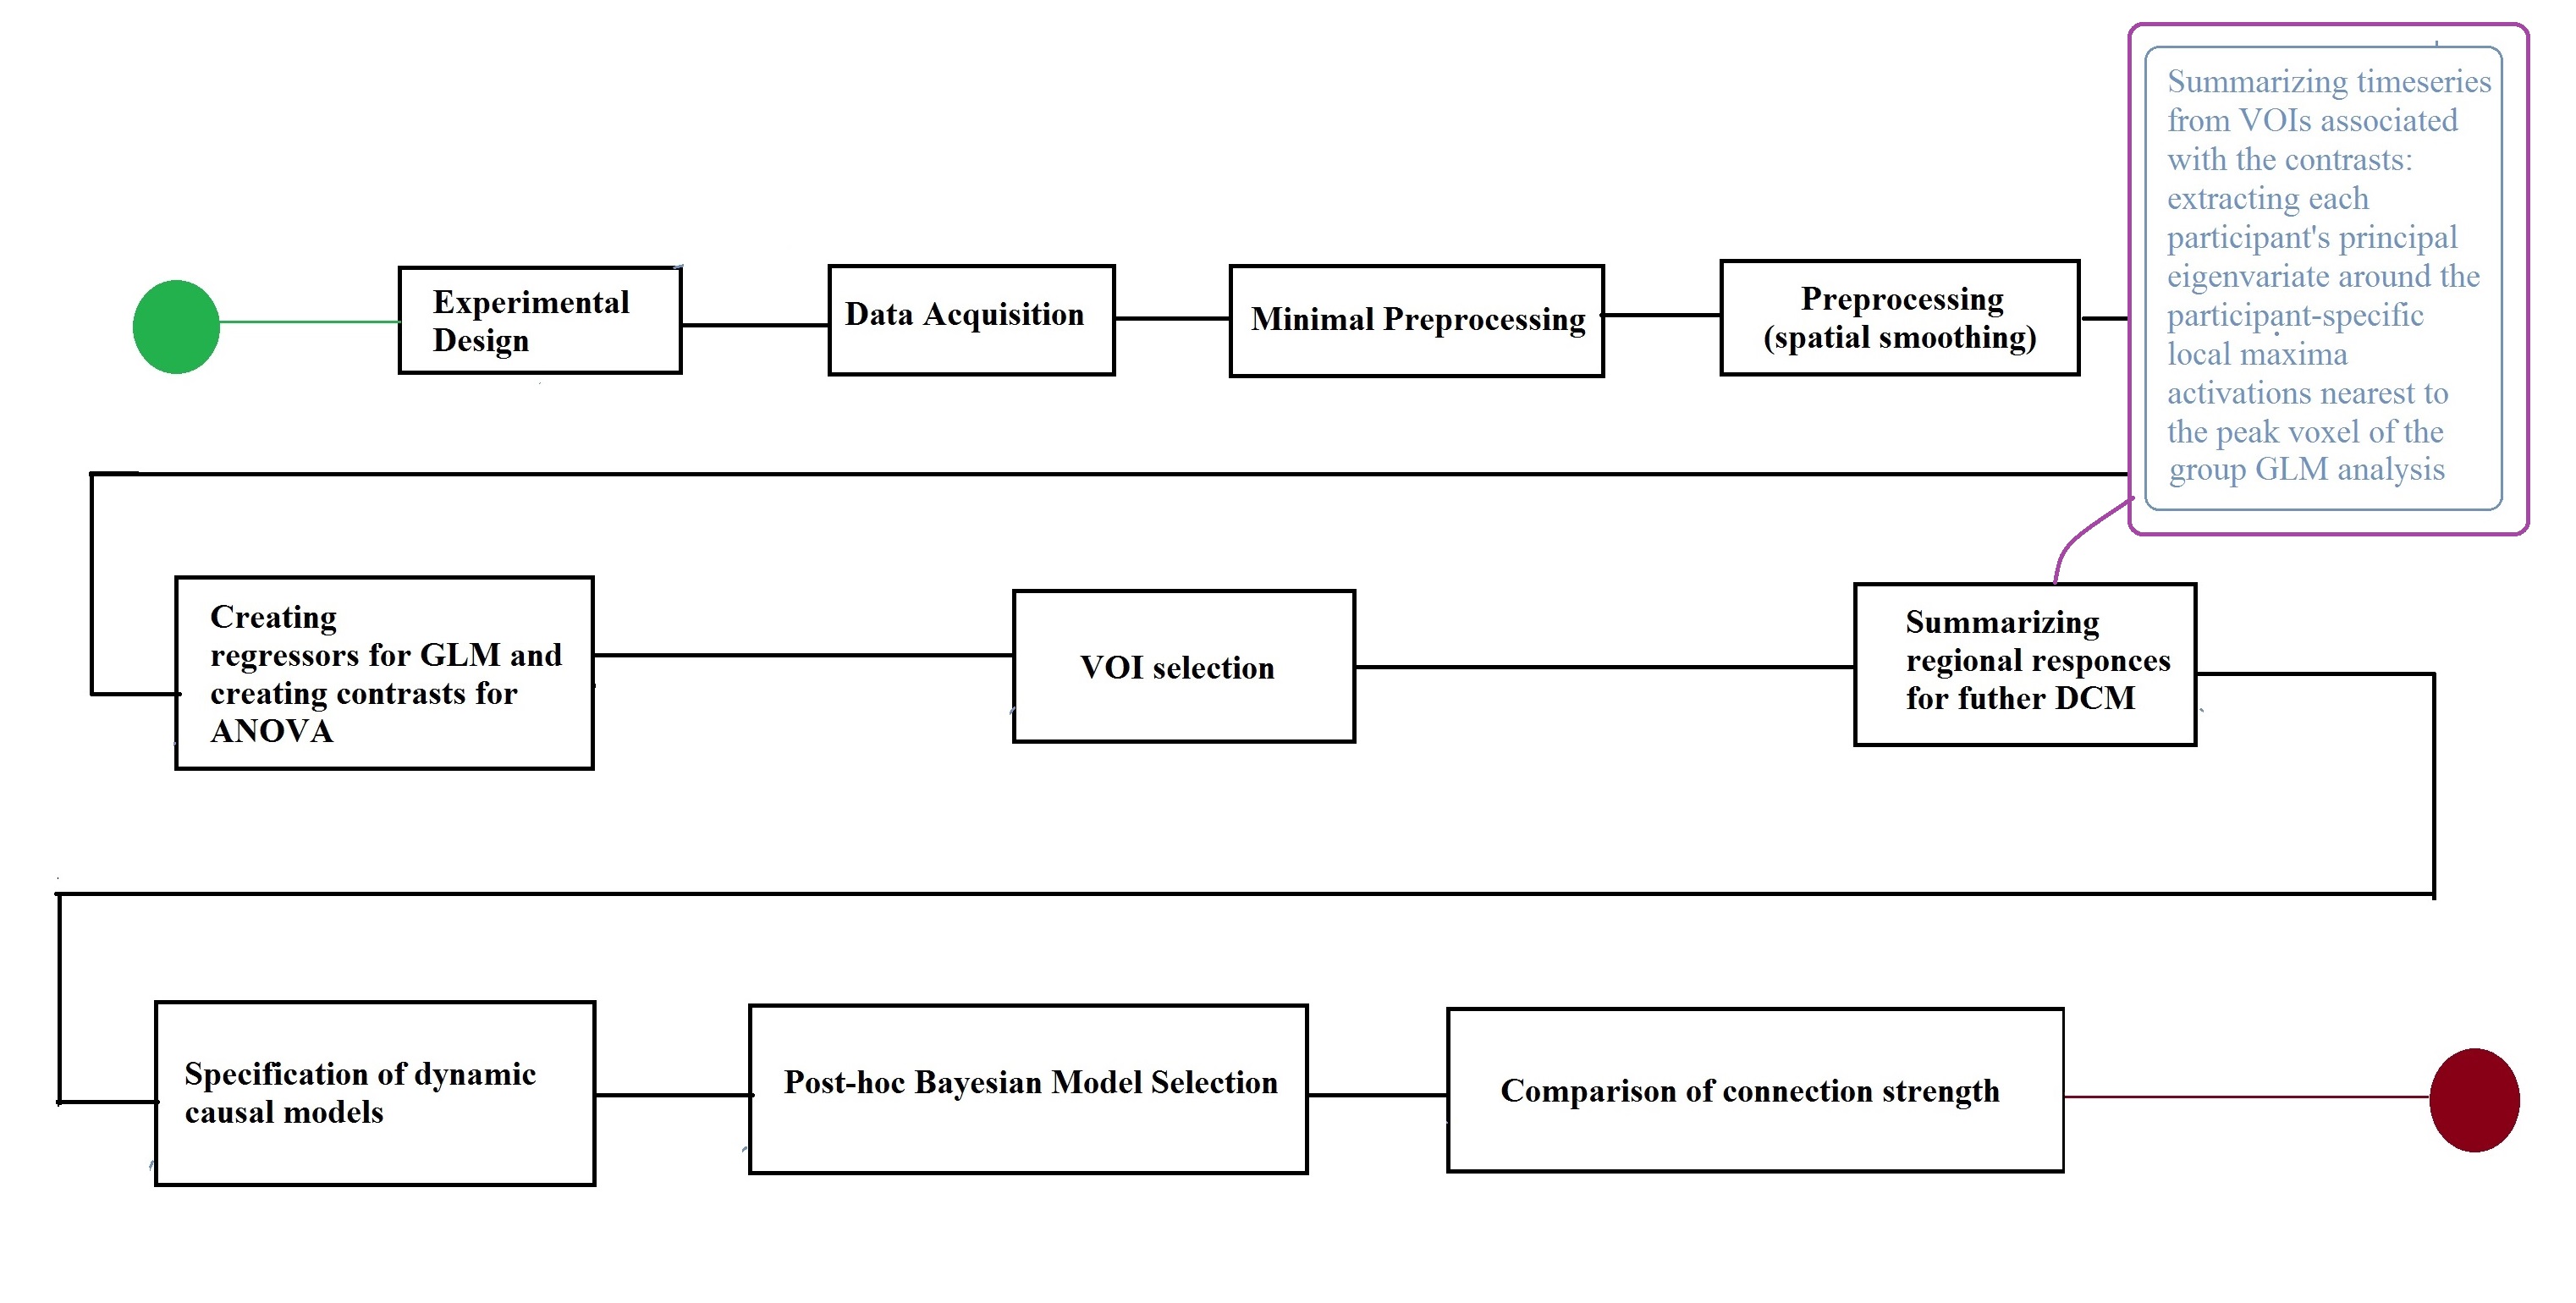 Experimental
Design
Data Acquisition
Minimal Preprocessing
Preprocessing
(spatial smoothing)
Summarizing timeseries
from VOIs associated
with the contrasts:
extracting each
participant's principal
eigenvariate around the
participant-specific
local maxima
activations nearest to
the peak voxel of the
group GLM analysis
Creating
regressors for GLM and
creating contrasts for
ANOVA
VOI selection
Summarizing
regional responces
for futher DCM
Specification of dynamic
causal models
Post-hoc Bayesian Model Selection
Comparison of connection strength